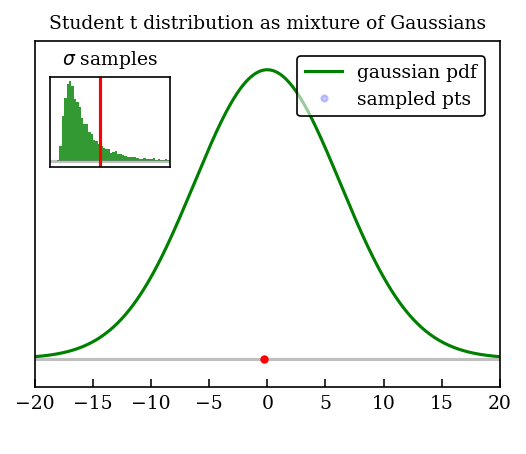 Student t distribution as mixture of Gaussians
σ samples
gaussian pdf
sampled pts
−20 −15 −10 −5 0 5 10 15 20